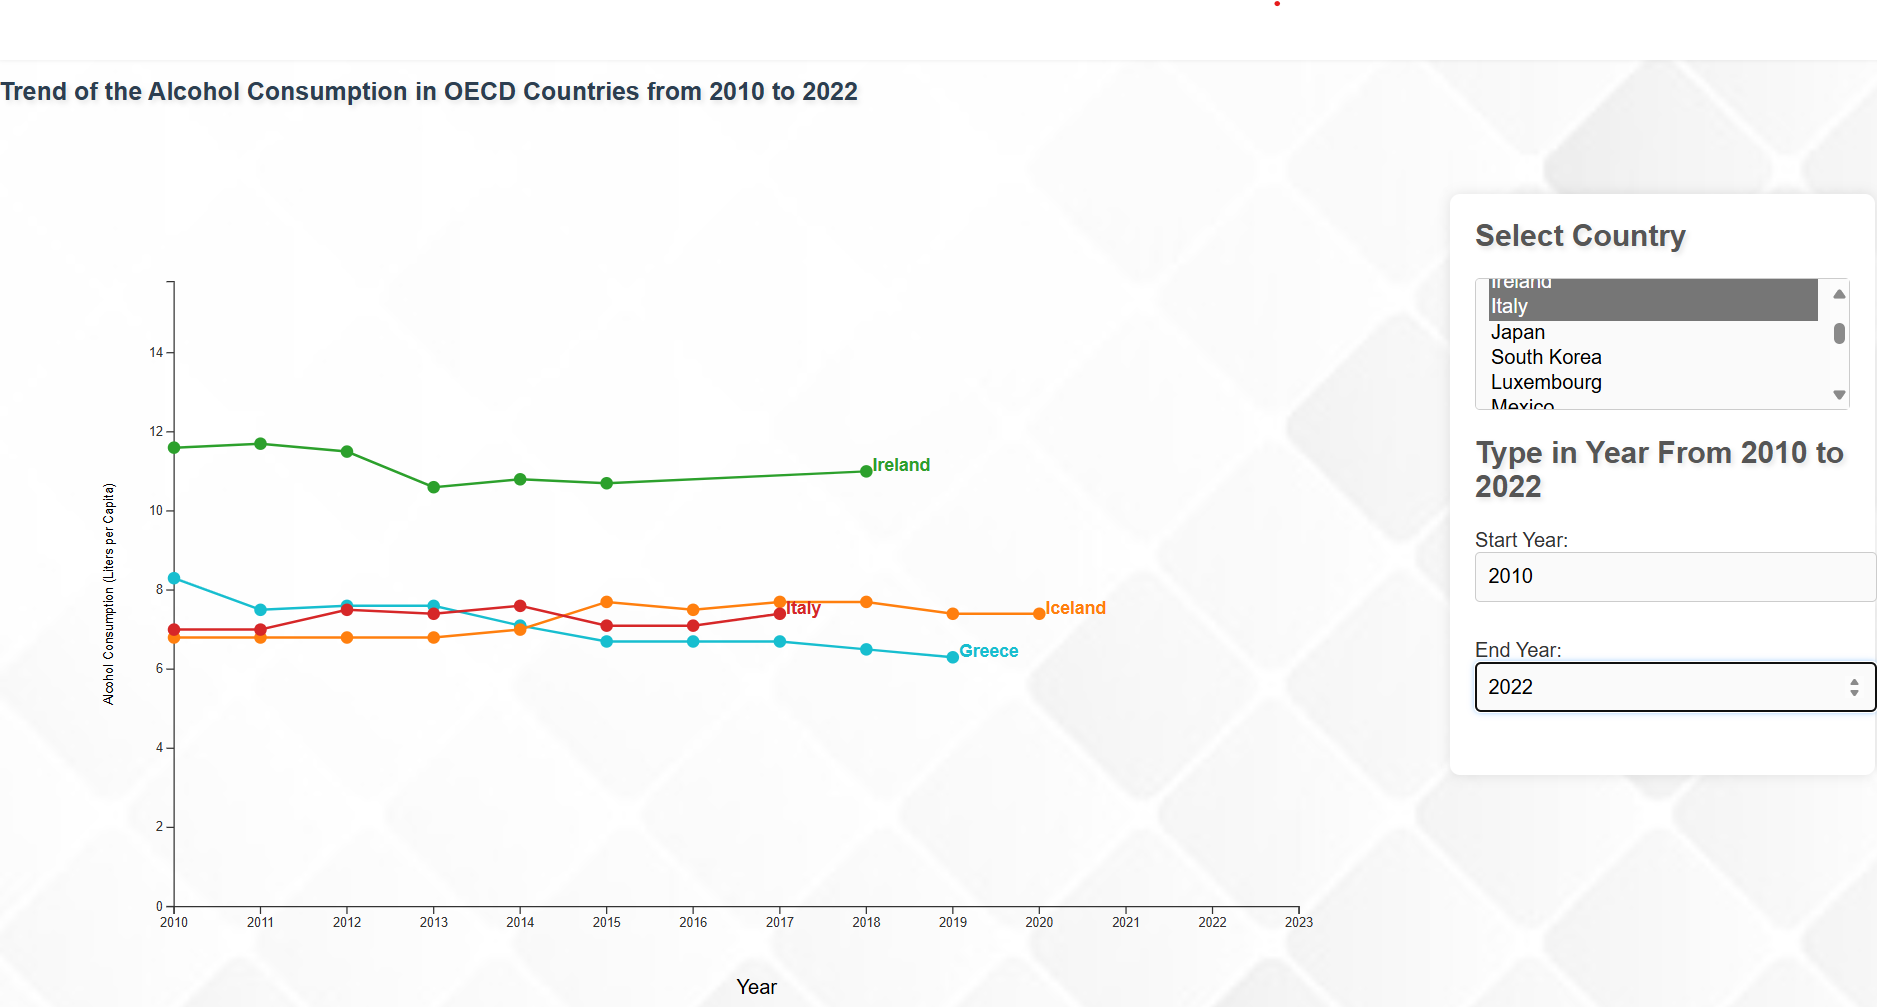 Trend of the Alcohol Consumption in OECD Countries from 2010 to 2022
14
12
10
8
6
4
2
0
Alcohol Consumption (Liters per Capita)
Ireland
Italy
Iceland
Greece
2010 2011 2012 2013 2014 2015 2016 2017 2018 2019 2020 2021 2022 2023
Year
Select Country
Ireland
Italy
Japan
South Korea
Luxembourg
Mexico
Type in Year From 2010 to
2022
Start Year:
2010
End Year:
2022